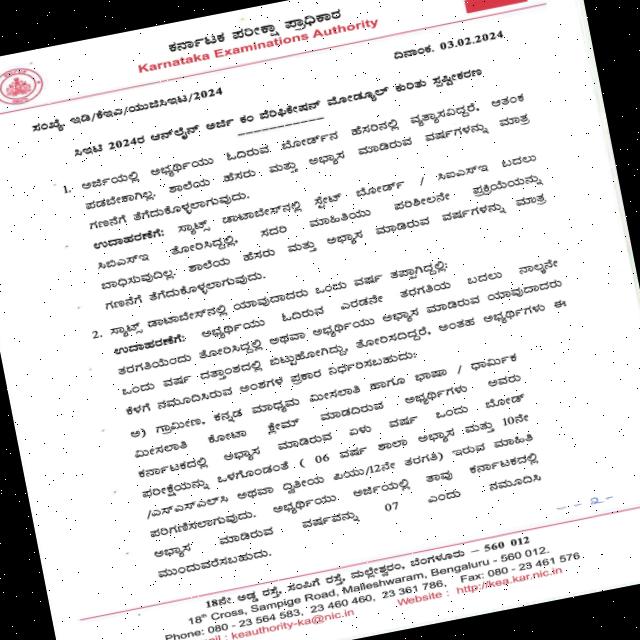 ಕರ್ನಾಟಕ ಪರೀಕ್ಷಾ ಪ್ರಾಧಿಕಾರ
Karnataka Examinations Authority
ದಿನಾಂಕ. 03.02.2024
ಸಂಖ್ಯೆ. ಇಡಿ/ಕೆಇಎ/ಯುಜಿಸಿಇಟಿ/2024
ಸಿಇಟಿ 2024ರ ಆನ್‌ಲೈನ್ ಅರ್ಜಿ ಕಂ ವೆರಿಫಿಕೇಷನ್ ಮೋಡ್ಯೂಲ್ ಕುರಿತು ಸ್ಪಷ್ಟೀಕರಣ
1. ಅರ್ಜಿಯಲ್ಲಿ ಅಭ್ಯರ್ಥಿಯು ಓದಿರುವ ಬೋರ್ಡ್‌ನ ಹೆಸರಿನಲ್ಲಿ ವ್ಯತ್ಯಾಸವಿದ್ದರೆ, ಆತಂಕ
ಪಡಬೇಕಾಗಿಲ್ಲ. ಶಾಲೆಯ ಹೆಸರು ಮತ್ತು ಅಭ್ಯಾಸ ಮಾಡಿರುವ ವರ್ಷಗಳನ್ನು ಮಾತ್ರ
ಗಣನೆಗೆ ತೆಗೆದುಕೊಳ್ಳಲಾಗುವುದು.
ಉದಾಹರಣೆಗೆ: ಸ್ಯಾಟ್ಸ್ ಡಾಟಾಬೇಸ್‌ನಲ್ಲಿ ಸ್ಟೇಟ್ ಬೋರ್ಡ್ / ಸಿಐಎಸ್‌ಇ ಬದಲು
ಸಿಬಿಎಸ್‌ಇ ತೋರಿಸಿದ್ದಲ್ಲಿ, ಸದರಿ ಮಾಹಿತಿಯು ಪರಿಶೀಲನೇ ಪ್ರಕ್ರಿಯೆಯನ್ನು
ಬಾಧಿಸುವುದಿಲ್ಲ. ಶಾಲೆಯ ಹೆಸರು ಮತ್ತು ಅಭ್ಯಾಸ ಮಾಡಿರುವ ವರ್ಷಗಳನ್ನು ಮಾತ್ರ
ಗಣನೆಗೆ ತೆಗೆದುಕೊಳ್ಳಲಾಗುವುದು.
2. ಸ್ಯಾಟ್ಸ್ ಡಾಟಾಬೇಸ್‌ನಲ್ಲಿ ಯಾವುದಾದರು ಒಂದು ವರ್ಷ ತಪ್ಪಾಗಿದ್ದಲ್ಲಿ:
ಉದಾಹರಣೆಗೆ: ಅಭ್ಯರ್ಥಿಯು ಓದಿರುವ ಎರಡನೇ ತರಗತಿಯ ಬದಲು ನಾಲ್ಕನೇ
ತರಗತಿಯೆಂದು ತೋರಿಸಿದ್ದಲ್ಲಿ ಅಥವಾ ಅಭ್ಯರ್ಥಿಯು ಅಭ್ಯಾಸ ಮಾಡಿರುವ ಯಾವುದಾದರು
ಒಂದು ವರ್ಷ ದತ್ತಾಂಶದಲ್ಲಿ ಬಿಟ್ಟುಹೋಗಿದ್ದು, ತೋರಿಸದಿದ್ದರೆ, ಅಂತಹ ಅಭ್ಯರ್ಥಿಗಳು ಈ
ಕೆಳಗೆ ನಮೂದಿಸಿರುವ ಅಂಶಗಳ ಪ್ರಕಾರ ನಿರ್ಧರಿಸಬಹುದು:
ಅ) ಗ್ರಾಮೀಣ, ಕನ್ನಡ ಮಾಧ್ಯಮ ಮೀಸಲಾತಿ ಹಾಗೂ ಭಾಷಾ / ಧಾರ್ಮಿಕ
ಮೀಸಲಾತಿ ಕೋಟಾ ಕ್ಲೇಮ್ ಮಾಡದಿರುವ ಅಭ್ಯರ್ಥಿಗಳು ಅವರು
ಕರ್ನಾಟಕದಲ್ಲಿ ಅಭ್ಯಾಸ ಮಾಡಿರುವ ಏಳು ವರ್ಷ ಒಂದು ಬೋರ್ಡ್
ಪರೀಕ್ಷೆಯನ್ನು ಒಳಗೊಂಡಂತೆ ( 06 ವರ್ಷ ಶಾಲಾ ಅಭ್ಯಾಸ ಮತ್ತು 10ನೇ
/ಎಸ್‌ಎಸ್‌ಎಲ್‌ಸಿ ಅಥವಾ ದ್ವಿತೀಯ ಪಿಯು/12ನೇ ತರಗತಿ) ಇರುವ ಮಾಹಿತಿ
ಪರಿಗಣಿಸಲಾಗುವುದು. ಅಭ್ಯರ್ಥಿಯು ಅರ್ಜಿಯಲ್ಲಿ ತಾವು ಕರ್ನಾಟಕದಲ್ಲಿ
ಅಭ್ಯಾಸ ಮಾಡಿರುವ ವರ್ಷವನ್ನು 07 ಎಂದು ನಮೂದಿಸಿ
ಮುಂದುವರೆಸಬಹುದು.
- - 2 -
18ನೇ. ಅಡ್ಡ ರಸ್ತೆ, ಸಂಪಿಗೆ ರಸ್ತೆ, ಮಲ್ಲೇಶ್ವರಂ, ಬೆಂಗಳೂರು – 560 012
18th Cross, Sampige Road, Malleshwaram, Bengaluru - 560 012.
Phone: 080 - 23 564 583, 23 460 460, 23 361 786, Fax: 080 - 23 461 576
: keauthority-ka@nic.in Website : http://kea.kar.nic.in